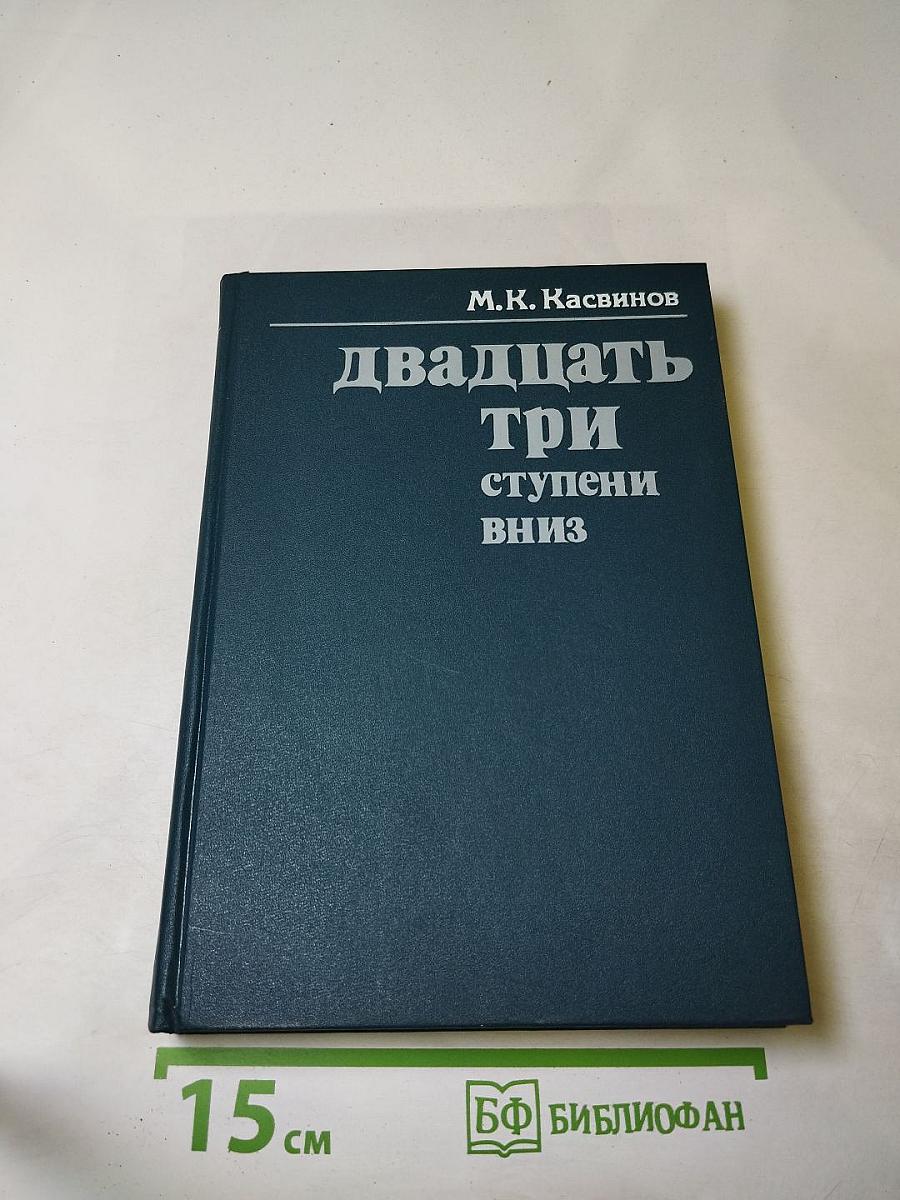 М.К. Касвинов
двадцать
три
ступени
вниз
15 см
БФ БИБЛИОФАН